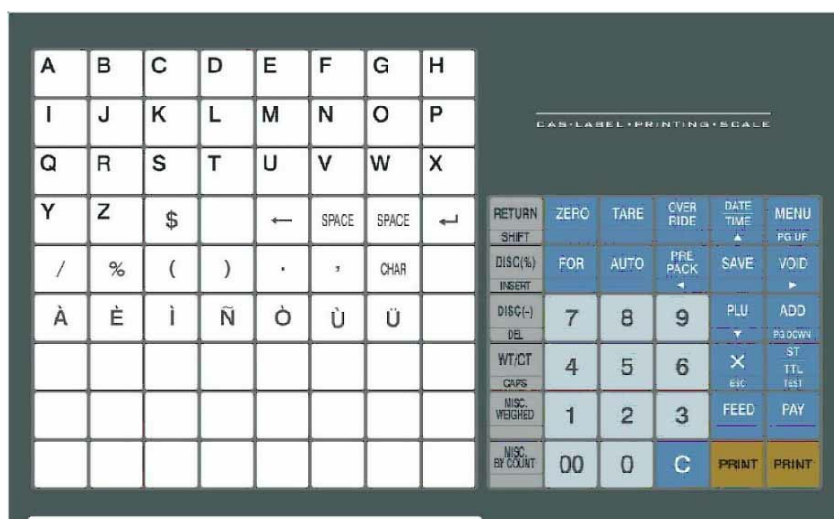 A B C D E F G H
I J K L M N O P
Q R S T U V W X
Y Z $ ← SPACE SPACE ↵
/ % ( ) . , CHAR
À È Ì Ñ Ò Ù Ü
CAS•LABEL•PRINTING•SCALE
RETURN ZERO TARE OVER RIDE DATE TIME MENU
SHIFT ▲ PG UP
DISC(%) FOR AUTO PRE PACK SAVE VOID
INSERT ◄ ►
DISC(-) 7 8 9 PLU ADD
DEL ▼ PG DOWN
WT/CT 4 5 6 X ST TTL
CAPS ESC TEST
MISC. WEIGHED 1 2 3 FEED PAY
MISC. BY COUNT 00 0 C PRINT PRINT